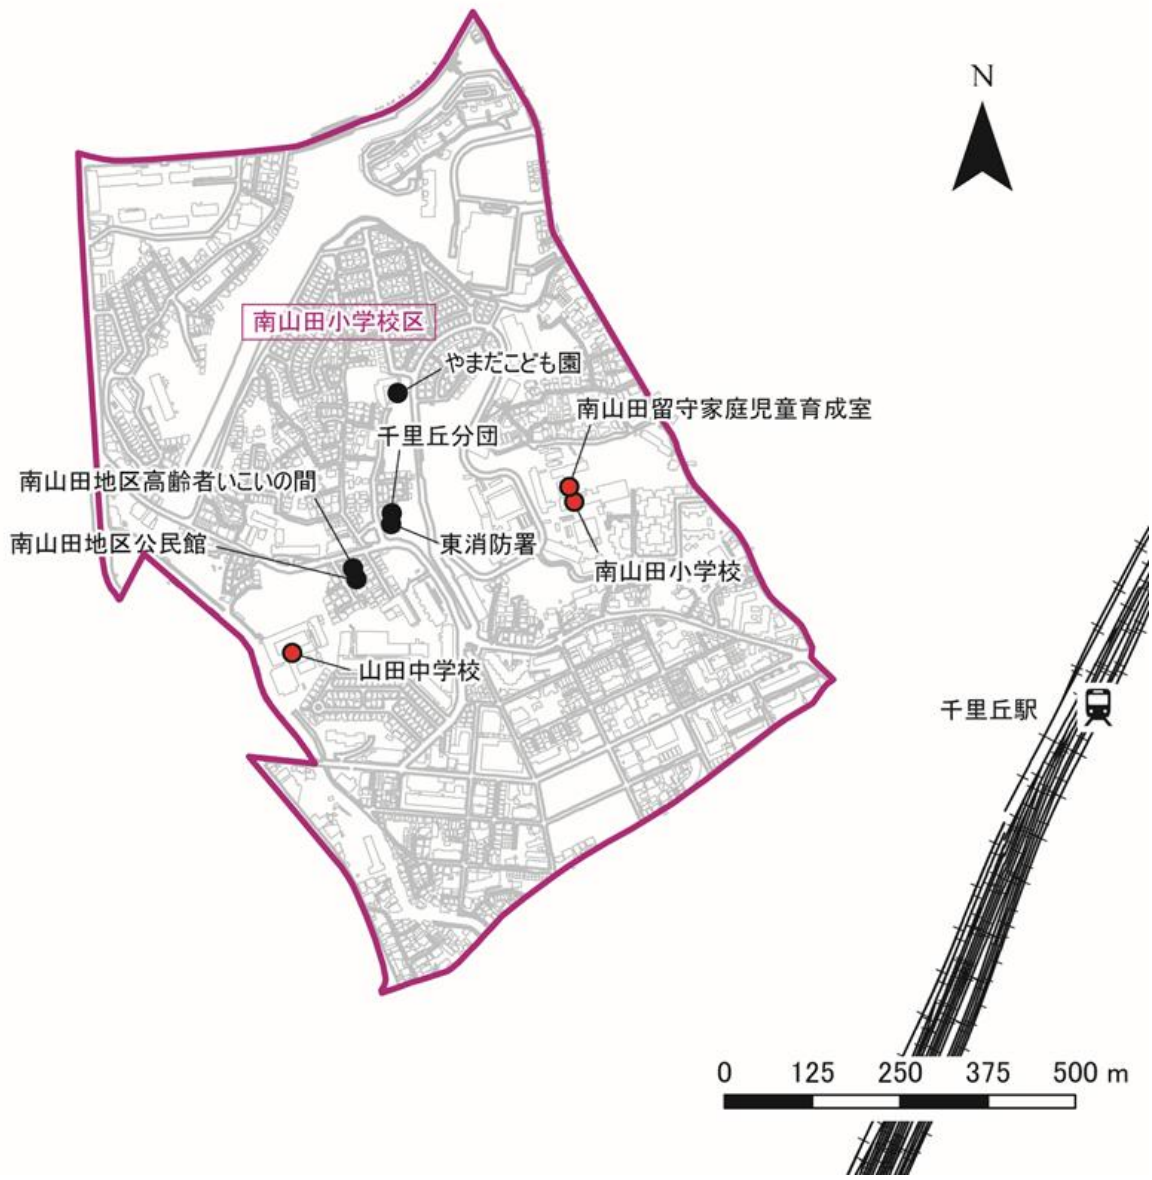 N
南山田小学校区
やまだこども園
南山田留守家庭児童育成室
千里丘分団
南山田地区高齢者いこいの間
南山田地区公民館
東消防署
南山田小学校
山田中学校
千里丘駅
0 125 250 375 500 m